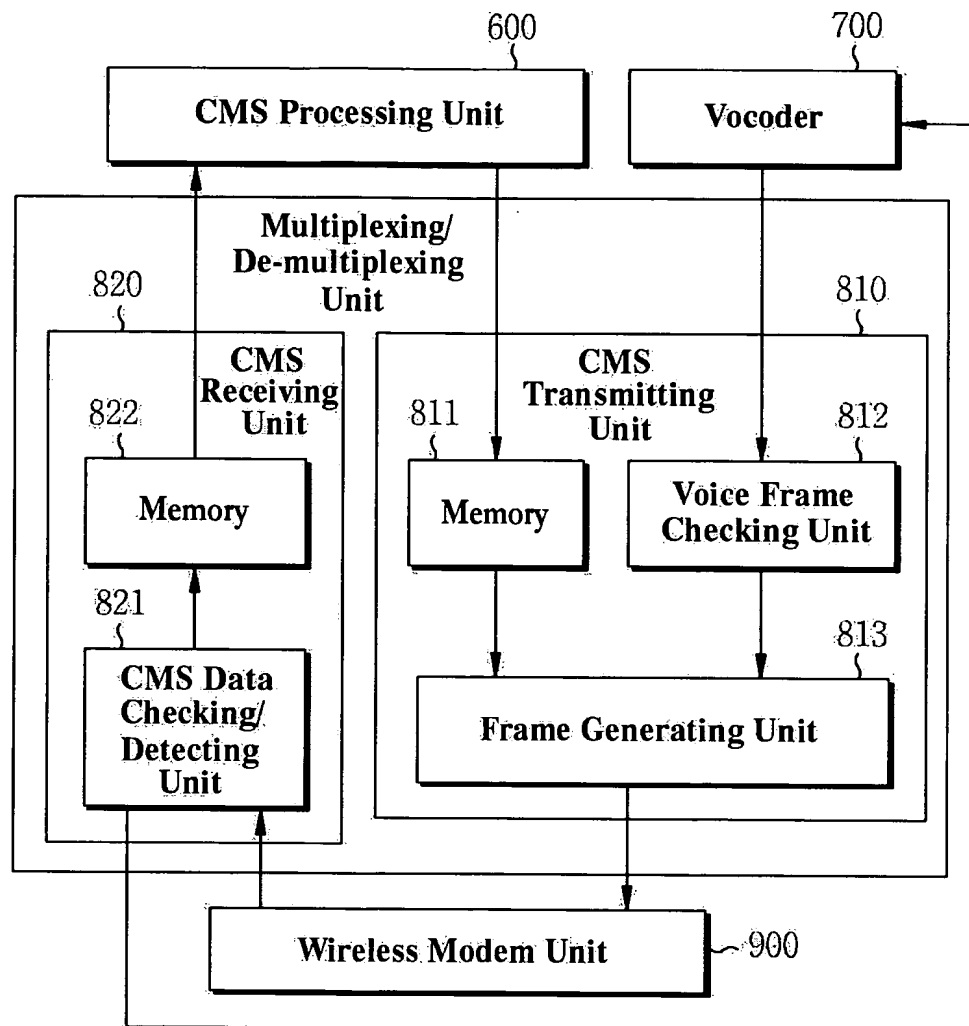 600
700
CMS Processing Unit
Vocoder
Multiplexing/
De-multiplexing
Unit
820
810
CMS
Receiving
Unit
CMS
Transmitting
Unit
822
811
812
Memory
Memory
Voice Frame
Checking Unit
821
813
CMS Data
Checking/
Detecting
Unit
Frame Generating Unit
Wireless Modem Unit
900